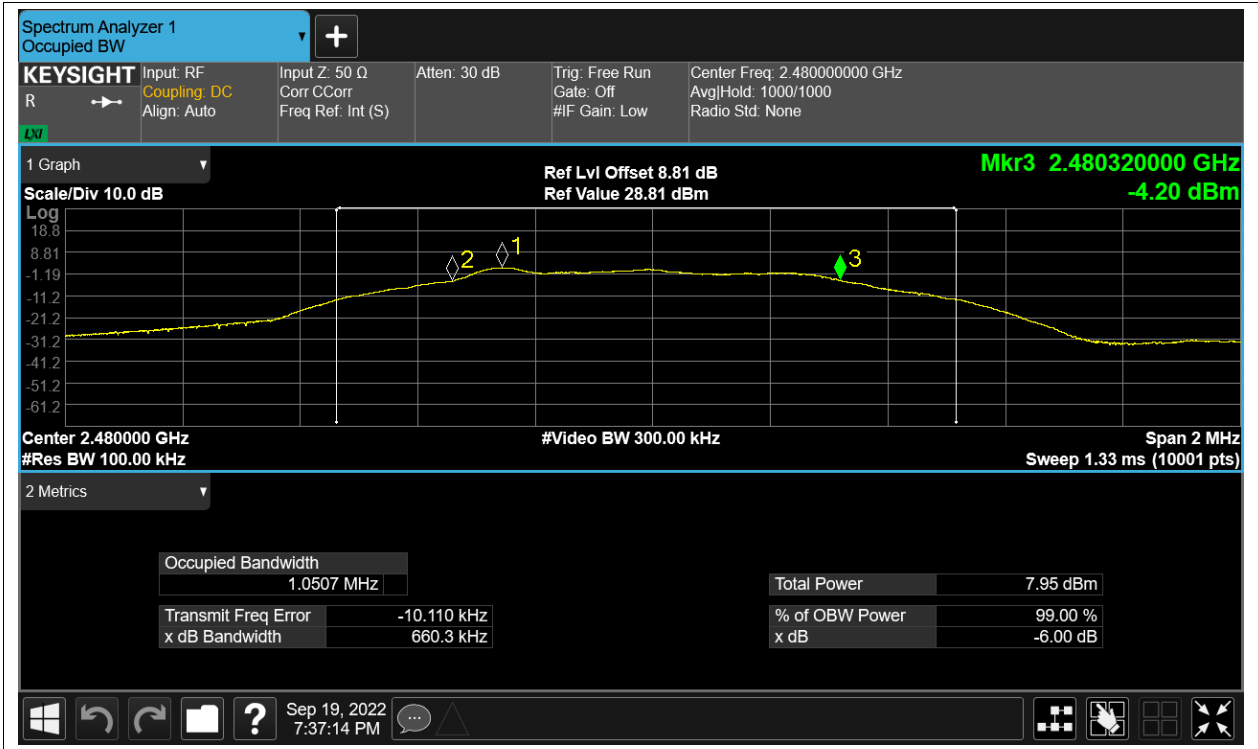 Spectrum Analyzer 1
Occupied BW
▼
+
KEYSIGHT
R
LXI
Input: RF
Coupling: DC
Align: Auto
Input Z: 50 Ω
Corr CCorr
Freq Ref: Int (S)
Atten: 30 dB
Trig: Free Run
Gate: Off
#IF Gain: Low
Center Freq: 2.480000000 GHz
Avg|Hold: 1000/1000
Radio Std: None
1 Graph
▼
Scale/Div 10.0 dB
Ref Lvl Offset 8.81 dB
Ref Value 28.81 dBm
Mkr3 2.480320000 GHz
-4.20 dBm
Log
18.8
8.81
-1.19
-11.2
-21.2
-31.2
-41.2
-51.2
-61.2
2
1
3
Center 2.480000 GHz
#Res BW 100.00 kHz
#Video BW 300.00 kHz
Span 2 MHz
Sweep 1.33 ms (10001 pts)
2 Metrics
▼
Occupied Bandwidth
1.0507 MHz
Transmit Freq Error -10.110 kHz
x dB Bandwidth 660.3 kHz
Total Power 7.95 dBm
% of OBW Power 99.00 %
x dB -6.00 dB
?
Sep 19, 2022
7:37:14 PM